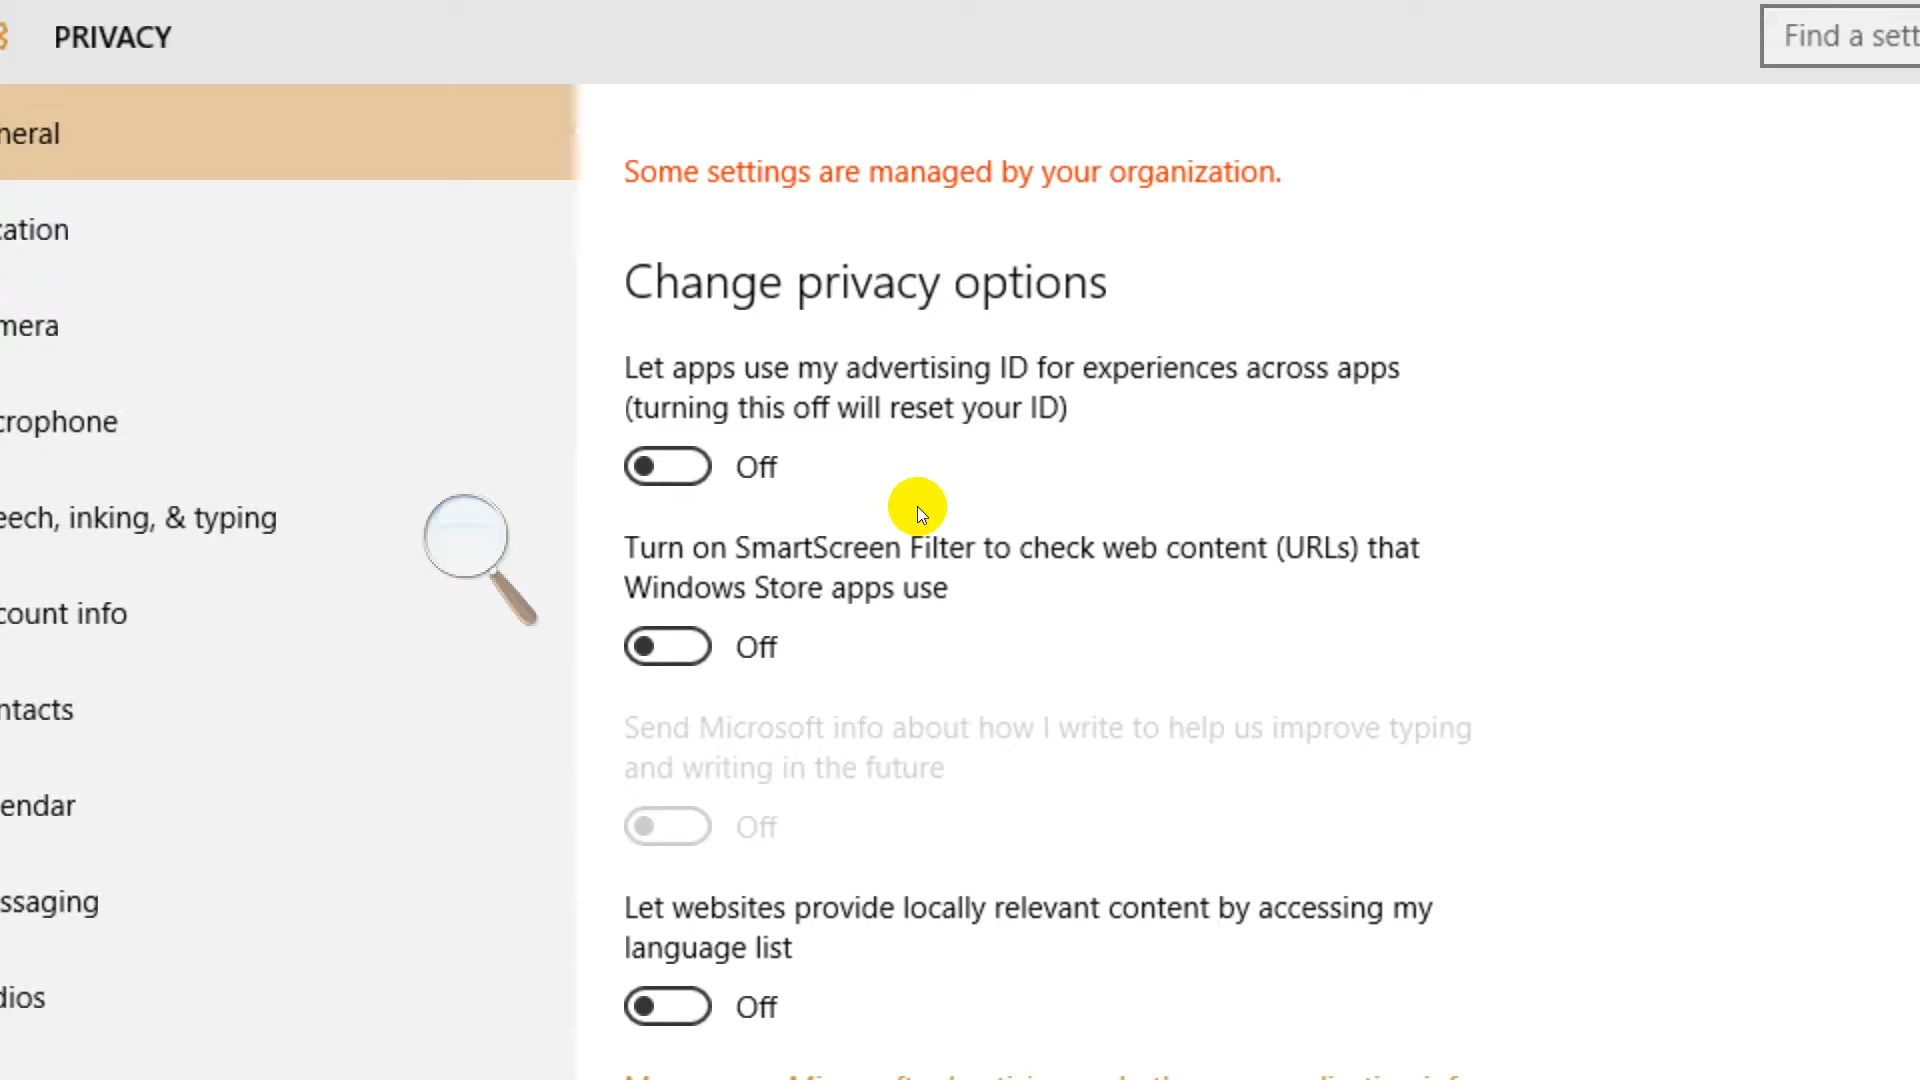 PRIVACY
Find a sett
neral
cation
mera
crophone
eech, inking, & typing
count info
ntacts
endar
ssaging
dios
Some settings are managed by your organization.
Change privacy options
Let apps use my advertising ID for experiences across apps
(turning this off will reset your ID)
Off
Turn on SmartScreen Filter to check web content (URLs) that
Windows Store apps use
Off
Send Microsoft info about how I write to help us improve typing
and writing in the future
Off
Let websites provide locally relevant content by accessing my
language list
Off